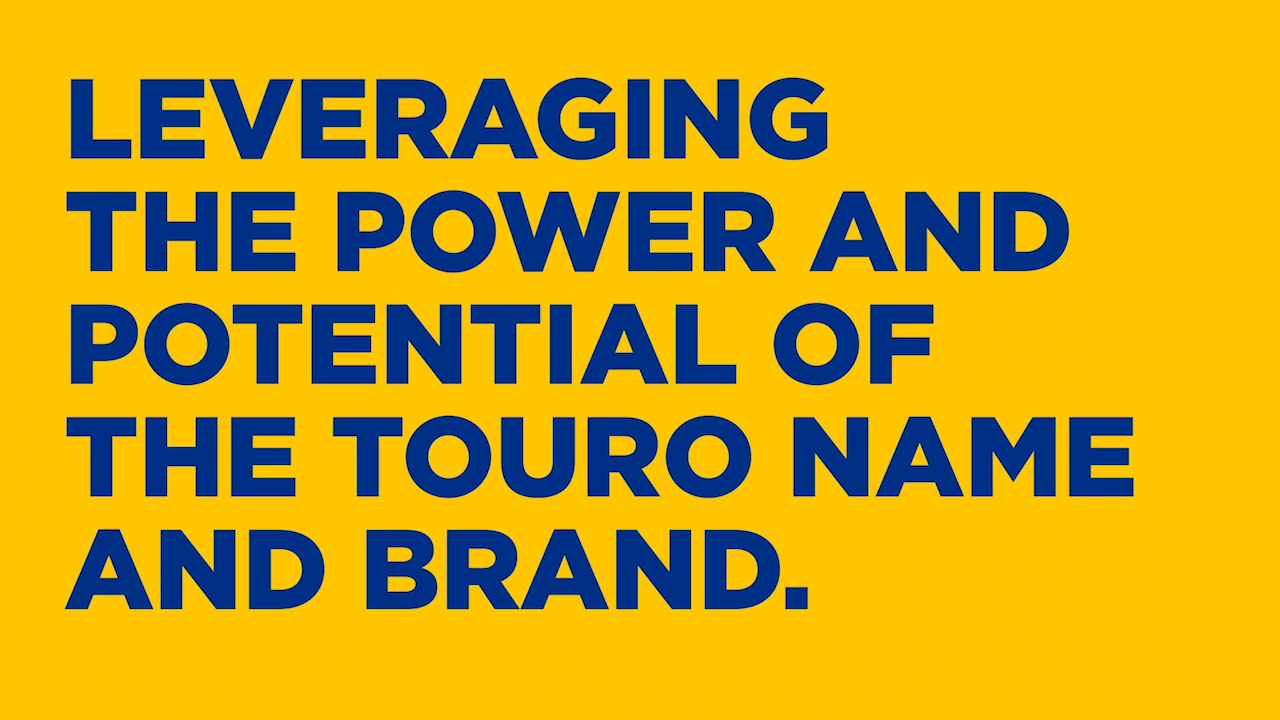 LEVERAGING
THE POWER AND
POTENTIAL OF
THE TOURO NAME
AND BRAND.